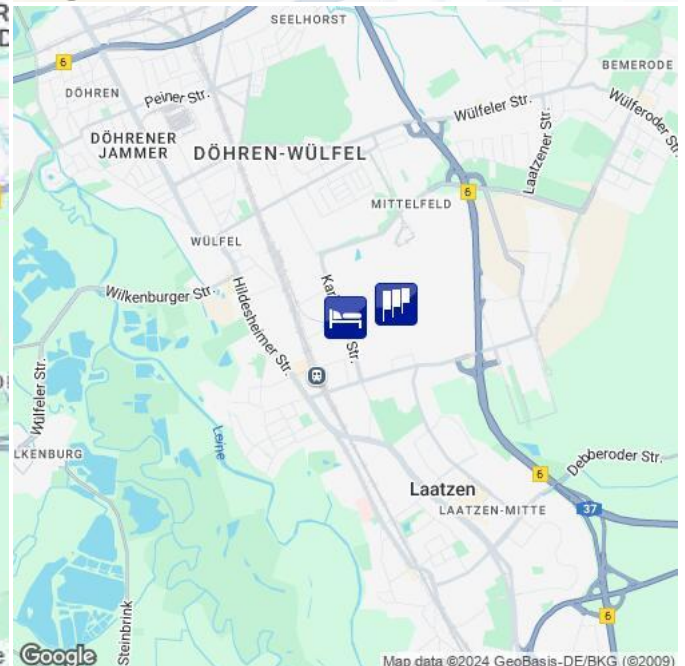 SEELHORST
R
D
6
BEMERODE
DÖHREN
Peiner Str.
Wülfeler Str.
Wülferoder Str.
Laatzener Str.
DÖHRENER
JAMMER
DÖHREN-WÜLFEL
6
MITTELFELD
WÜLFEL
Wilkenburger Str.
Hildesheimer Str.
Kar
Str.
Wülfeler Str.
Leine
LKENBURG
6
Debberoder Str.
Laatzen
LAATZEN-MITTE
37
Steinbrink
6
Google
Map data ©2024 GeoBasis-DE/BKG (©2009)